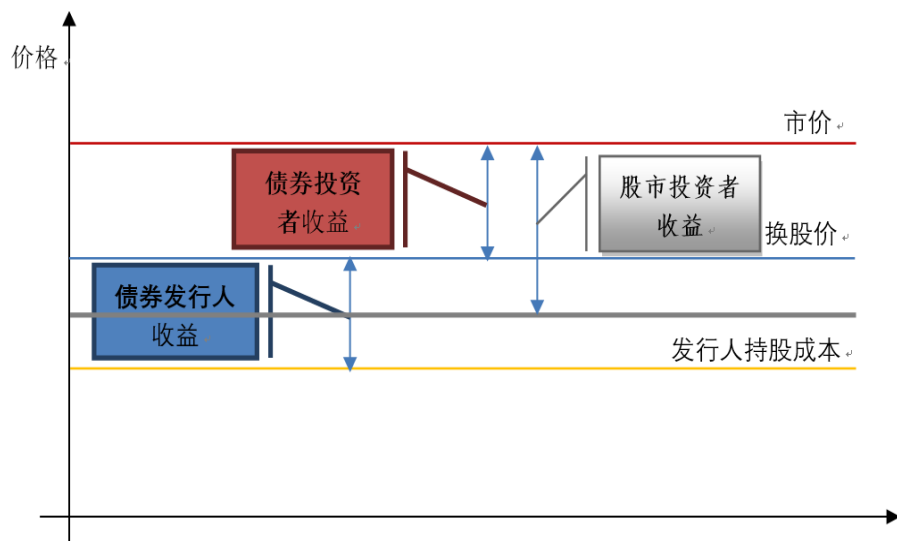 价格
市价
债券投资
者收益
股市投资者
收益
换股价
债券发行人
收益
发行人持股成本